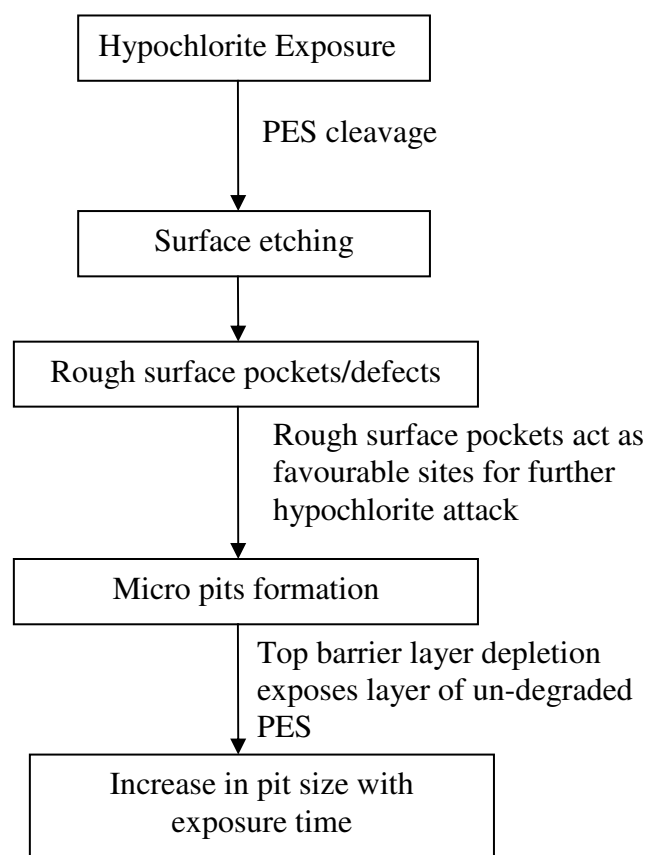 Hypochlorite Exposure
PES cleavage
Surface etching
Rough surface pockets/defects
Rough surface pockets act as
favourable sites for further
hypochlorite attack
Micro pits formation
Top barrier layer depletion
exposes layer of un-degraded
PES
Increase in pit size with
exposure time